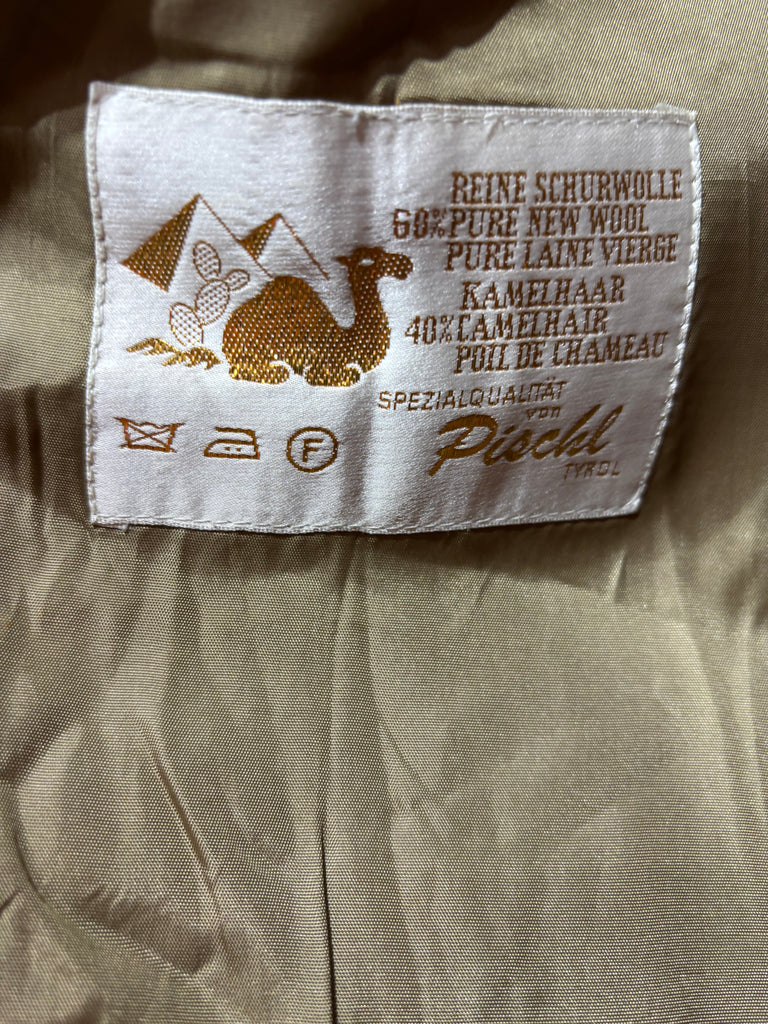 REINE SCHURWOLLE
60% PURE NEW WOOL
PURE LAINE VIERGE
KAMELHAAR
40% CAMELHAIR
POIL DE CHAMEAU
SPEZIALQUALITÄT
von
Pischl
TYROL
F